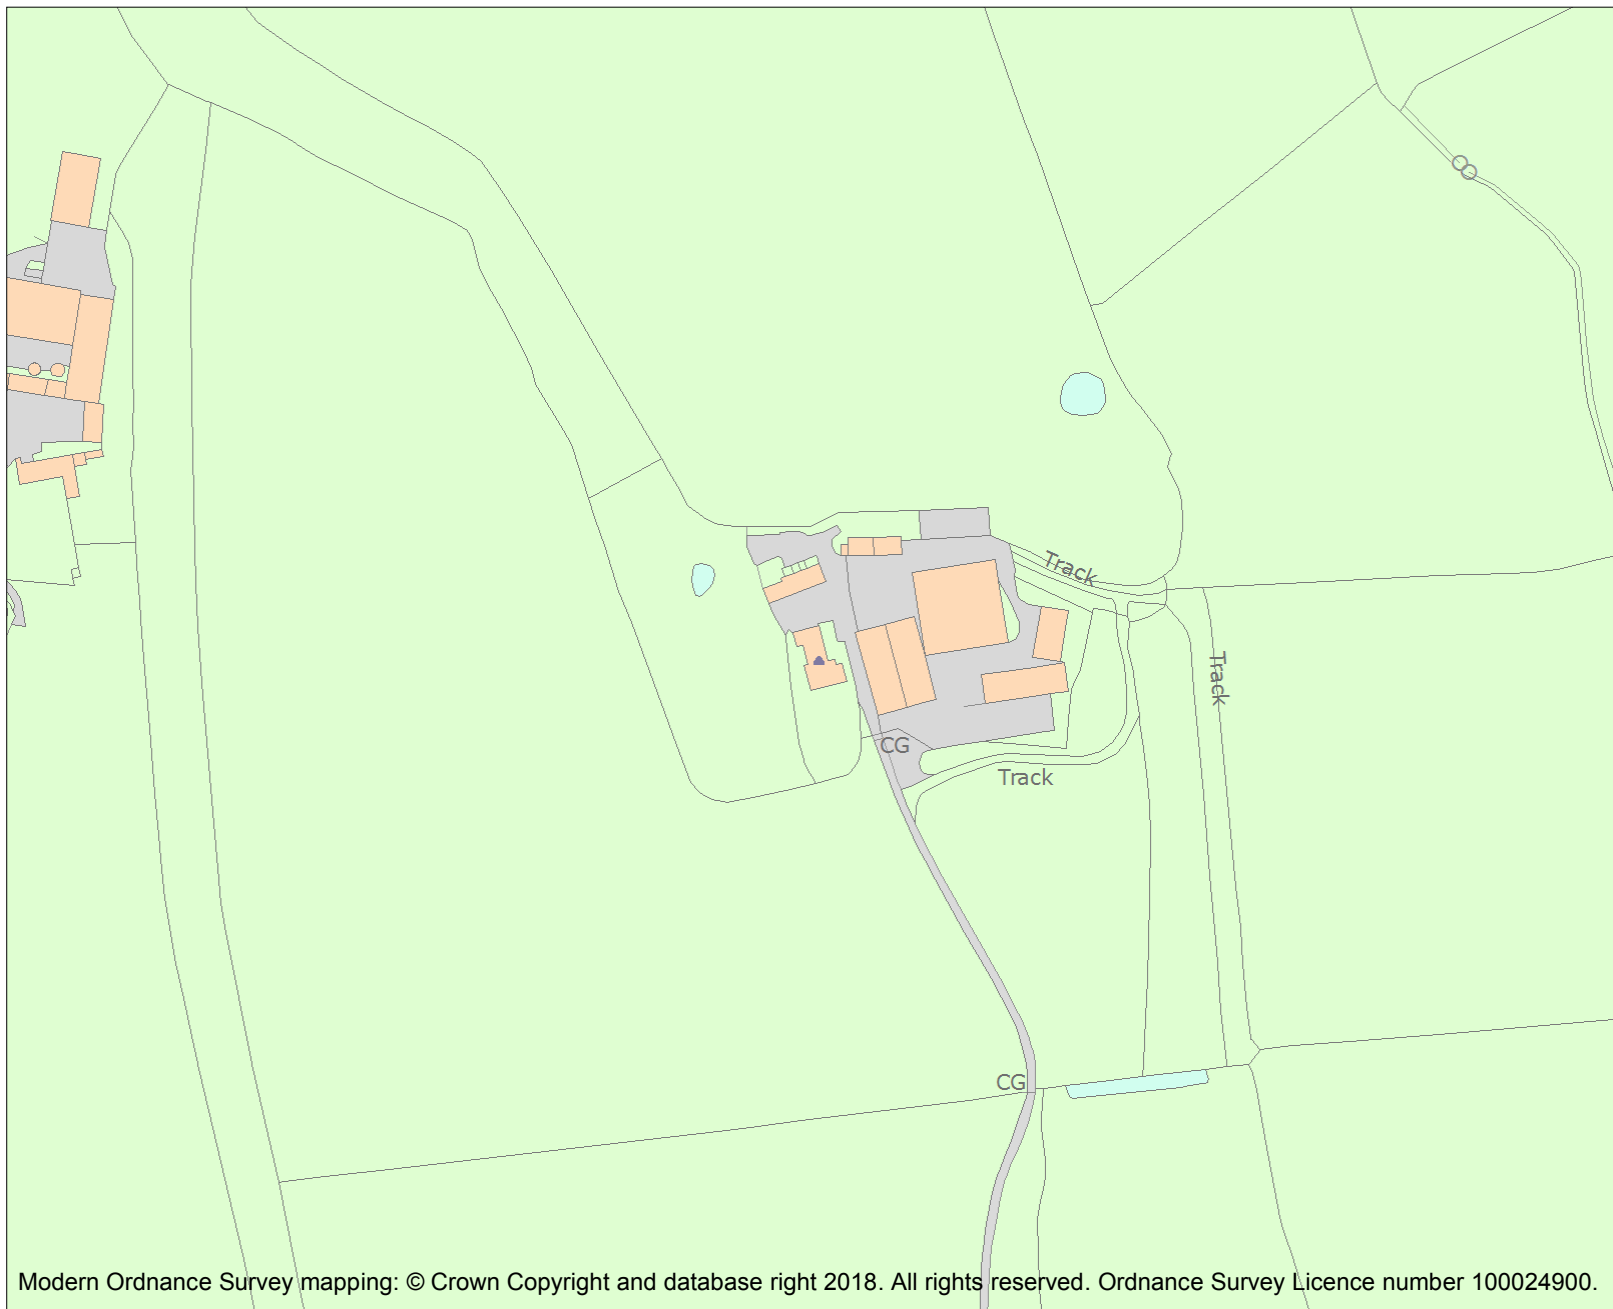 Track
Track
CG
Track
CG
Modern Ordnance Survey mapping: © Crown Copyright and database right 2018. All rights reserved. Ordnance Survey Licence number 100024900.